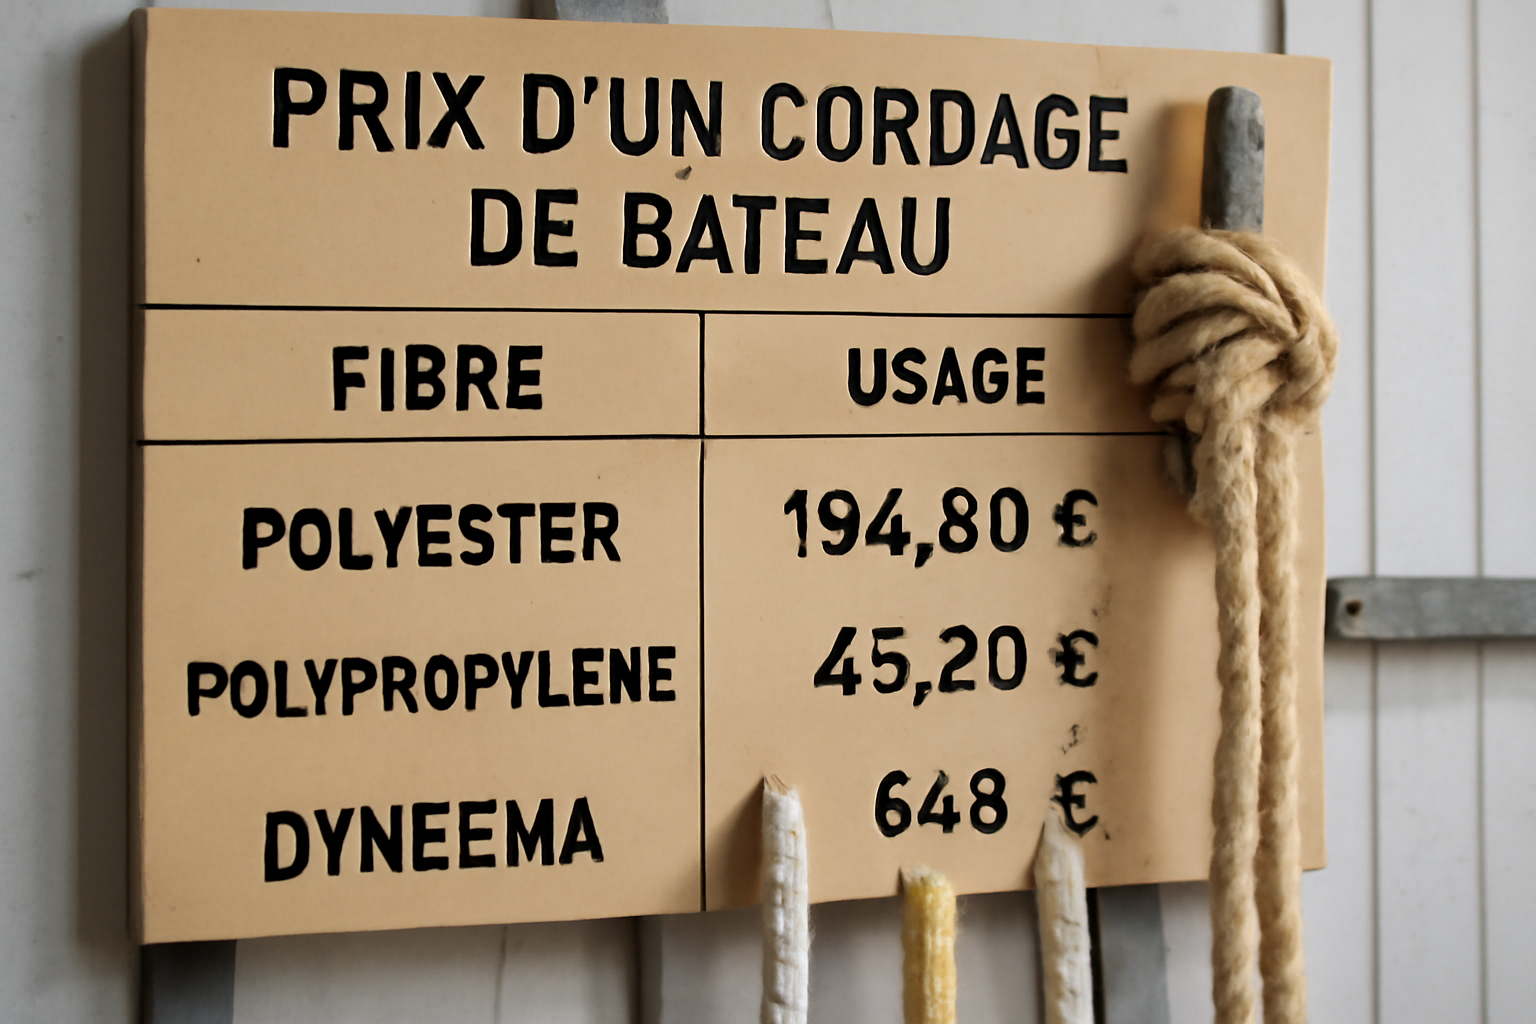 PRIX D'UN CORDAGE
DE BATEAU
FIBRE USAGE
POLYESTER 194,80 €
POLYPROPYLENE 45,20 €
DYNEEMA 648 €